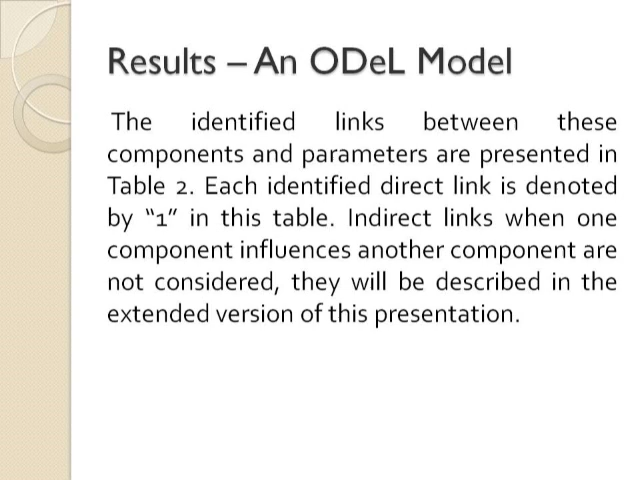 Results – An ODeL Model
The identified links between these
components and parameters are presented in
Table 2. Each identified direct link is denoted
by “1” in this table. Indirect links when one
component influences another component are
not considered, they will be described in the
extended version of this presentation.